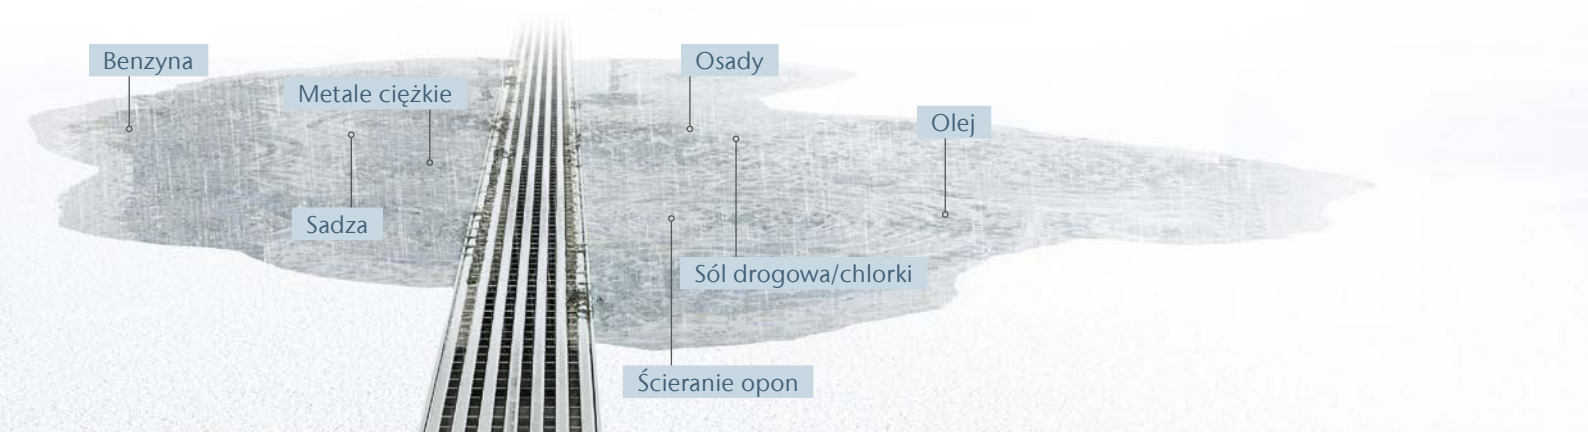 Benzyna
Osady
Metale ciężkie
Olej
Sadza
Sól drogowa/chlorki
Ścieranie opon